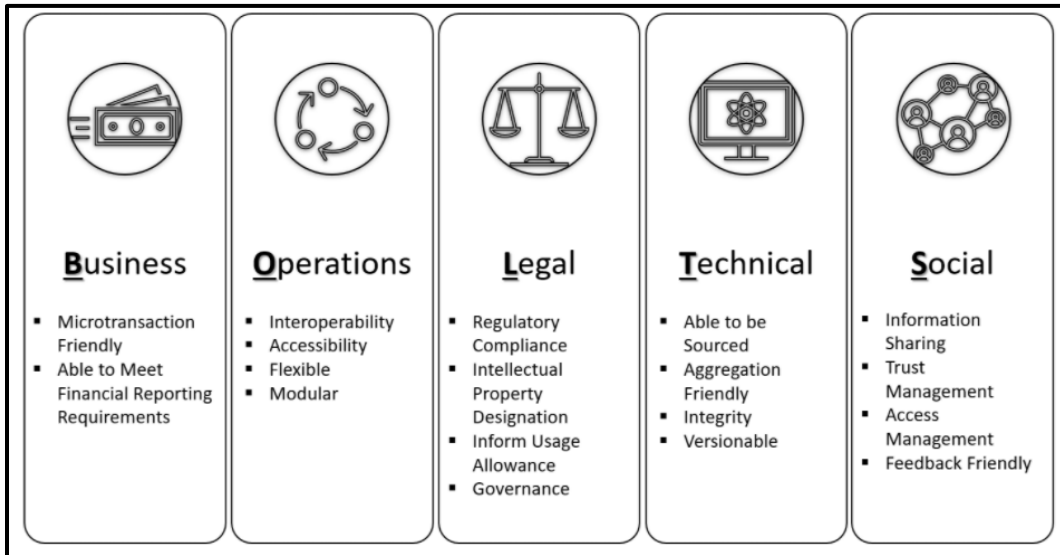 Business
▪ Microtransaction
Friendly
▪ Able to Meet
Financial Reporting
Requirements
Operations
▪ Interoperability
▪ Accessibility
▪ Flexible
▪ Modular
Legal
▪ Regulatory
Compliance
▪ Intellectual
Property
Designation
▪ Inform Usage
Allowance
▪ Governance
Technical
▪ Able to be
Sourced
▪ Aggregation
Friendly
▪ Integrity
▪ Versionable
Social
▪ Information
Sharing
▪ Trust
Management
▪ Access
Management
▪ Feedback Friendly